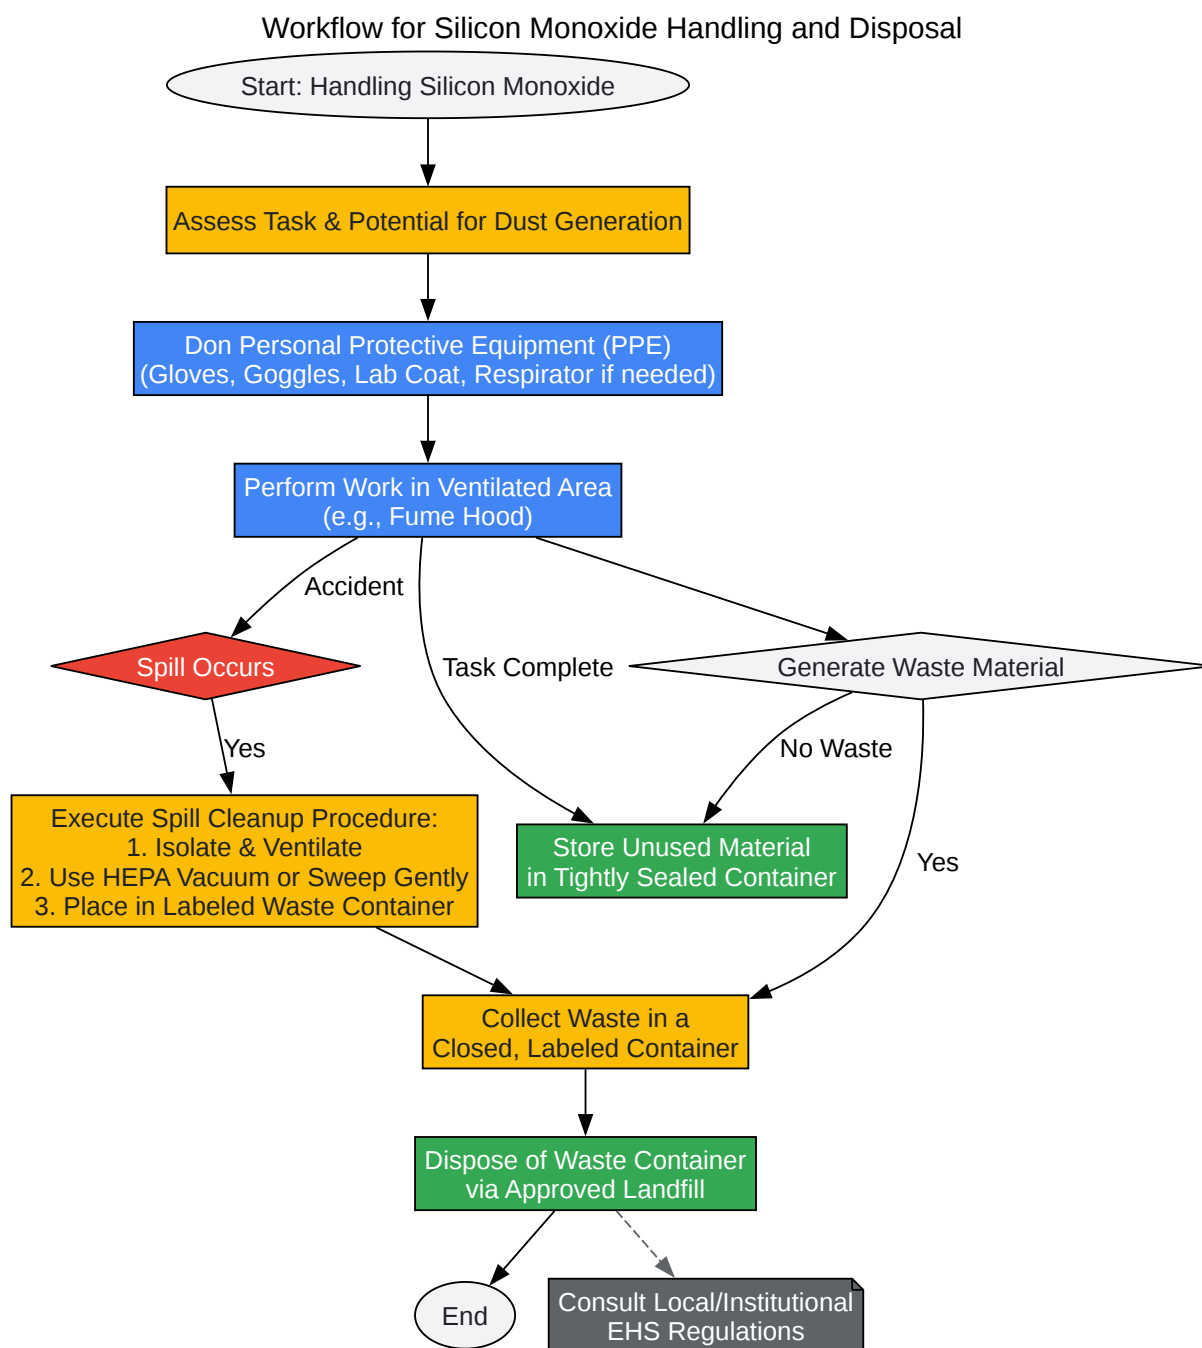 Workflow for Silicon Monoxide Handling and Disposal
Start: Handling Silicon Monoxide
Assess Task & Potential for Dust Generation
Don Personal Protective Equipment (PPE)
(Gloves, Goggles, Lab Coat, Respirator if needed)
Perform Work in Ventilated Area
(e.g., Fume Hood)
Accident
Spill Occurs
Task Complete
Generate Waste Material
Yes
No Waste
Execute Spill Cleanup Procedure:
1. Isolate & Ventilate
2. Use HEPA Vacuum or Sweep Gently
3. Place in Labeled Waste Container
Store Unused Material
in Tightly Sealed Container
Yes
Collect Waste in a
Closed, Labeled Container
Dispose of Waste Container
via Approved Landfill
End
Consult Local/Institutional
EHS Regulations